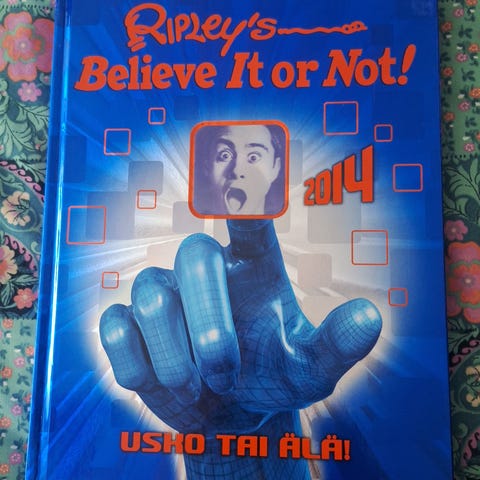 Ripley's
Believe It or Not!
2014
USKO TAI ÄLÄ!